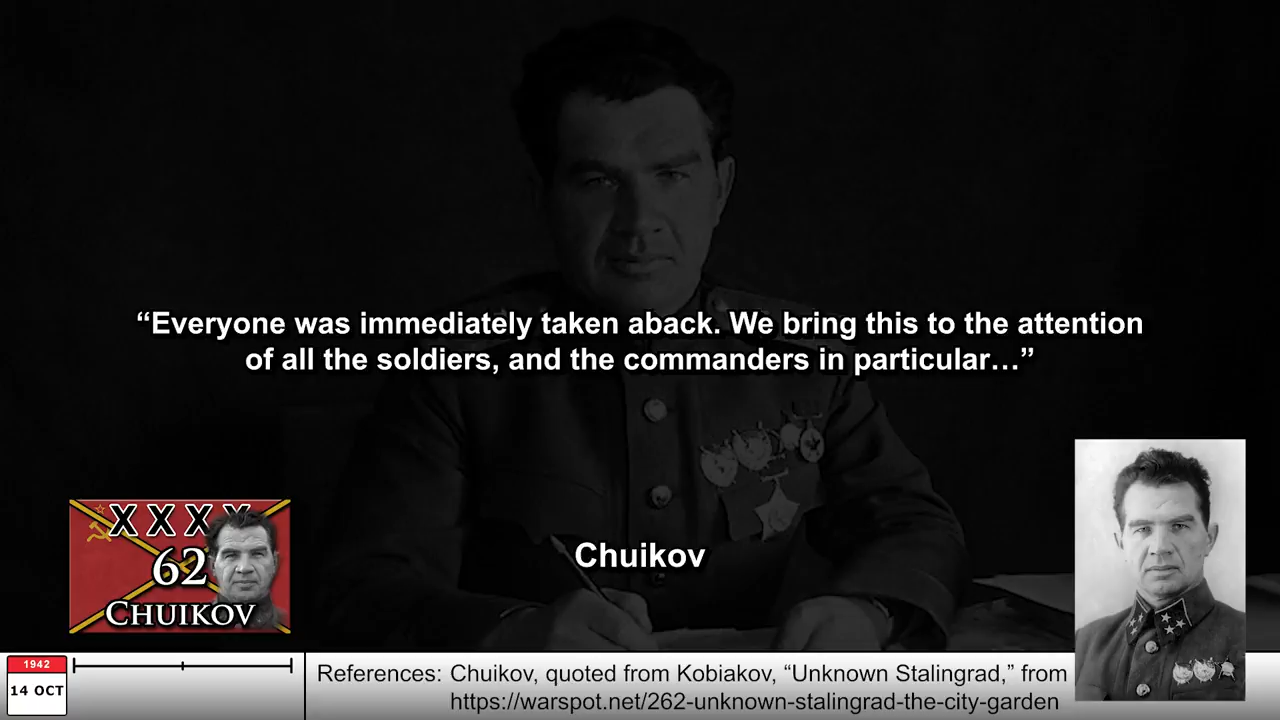 “Everyone was immediately taken aback. We bring this to the attention
of all the soldiers, and the commanders in particular…”
XXXX
62
CHUIKOV
Chuikov
1942
14 OCT
References: Chuikov, quoted from Kobiakov, “Unknown Stalingrad,” from
https://warspot.net/262-unknown-stalingrad-the-city-garden